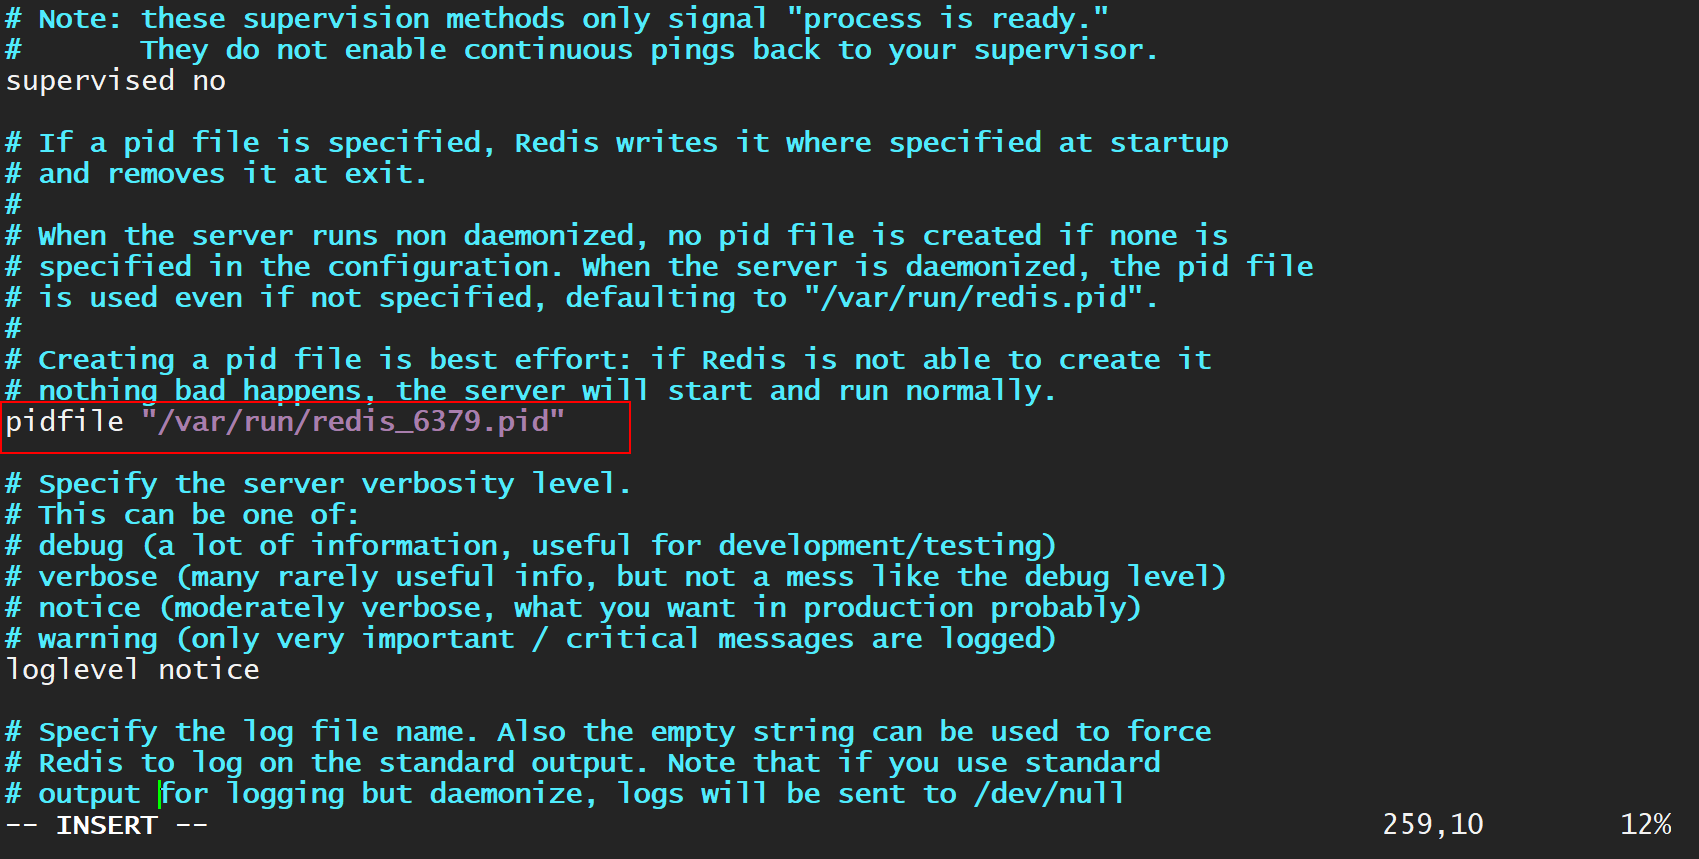 # Note: these supervision methods only signal "process is ready."
#       They do not enable continuous pings back to your supervisor.
supervised no
# If a pid file is specified, Redis writes it where specified at startup
# and removes it at exit.
#
# When the server runs non daemonized, no pid file is created if none is
# specified in the configuration. When the server is daemonized, the pid file
# is used even if not specified, defaulting to "/var/run/redis.pid".
#
# Creating a pid file is best effort: if Redis is not able to create it
# nothing bad happens, the server will start and run normally.
pidfile "/var/run/redis_6379.pid"
# Specify the server verbosity level.
# This can be one of:
# debug (a lot of information, useful for development/testing)
# verbose (many rarely useful info, but not a mess like the debug level)
# notice (moderately verbose, what you want in production probably)
# warning (only very important / critical messages are logged)
loglevel notice
# Specify the log file name. Also the empty string can be used to force
# Redis to log on the standard output. Note that if you use standard
# output for logging but daemonize, logs will be sent to /dev/null
-- INSERT -- 259,10 12%